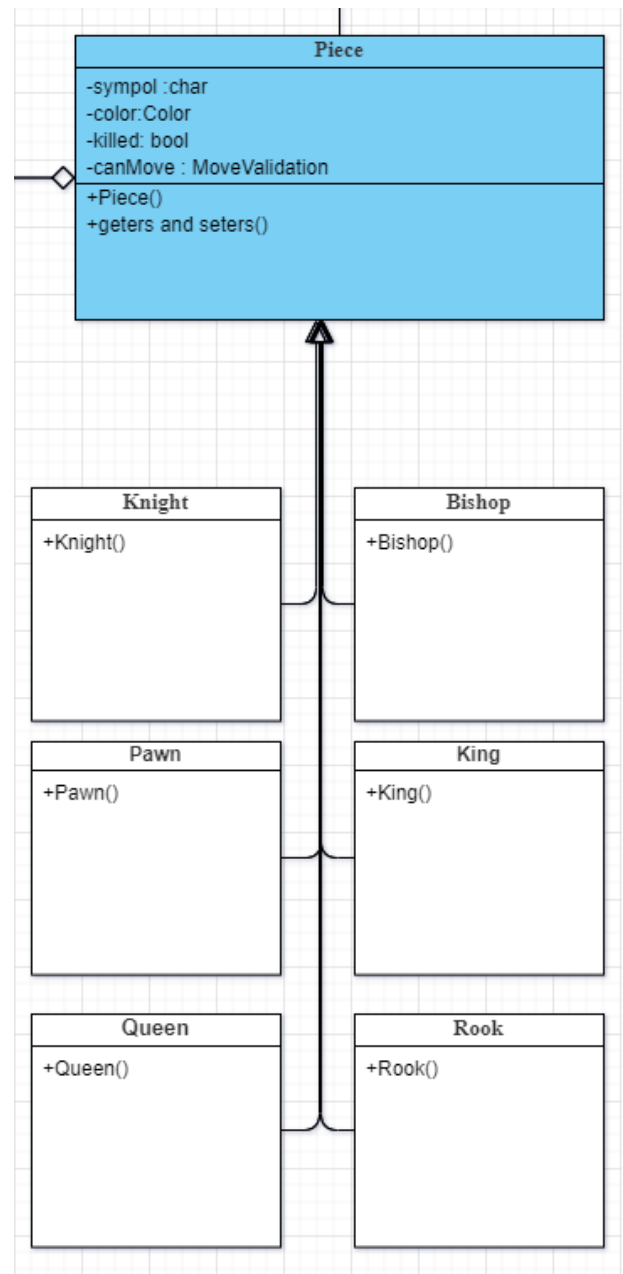 Piece
-sympol :char
-color:Color
-killed: bool
-canMove : MoveValidation
+Piece()
+geters and seters()
Knight
+Knight()
Bishop
+Bishop()
Pawn
+Pawn()
King
+King()
Queen
+Queen()
Rook
+Rook()